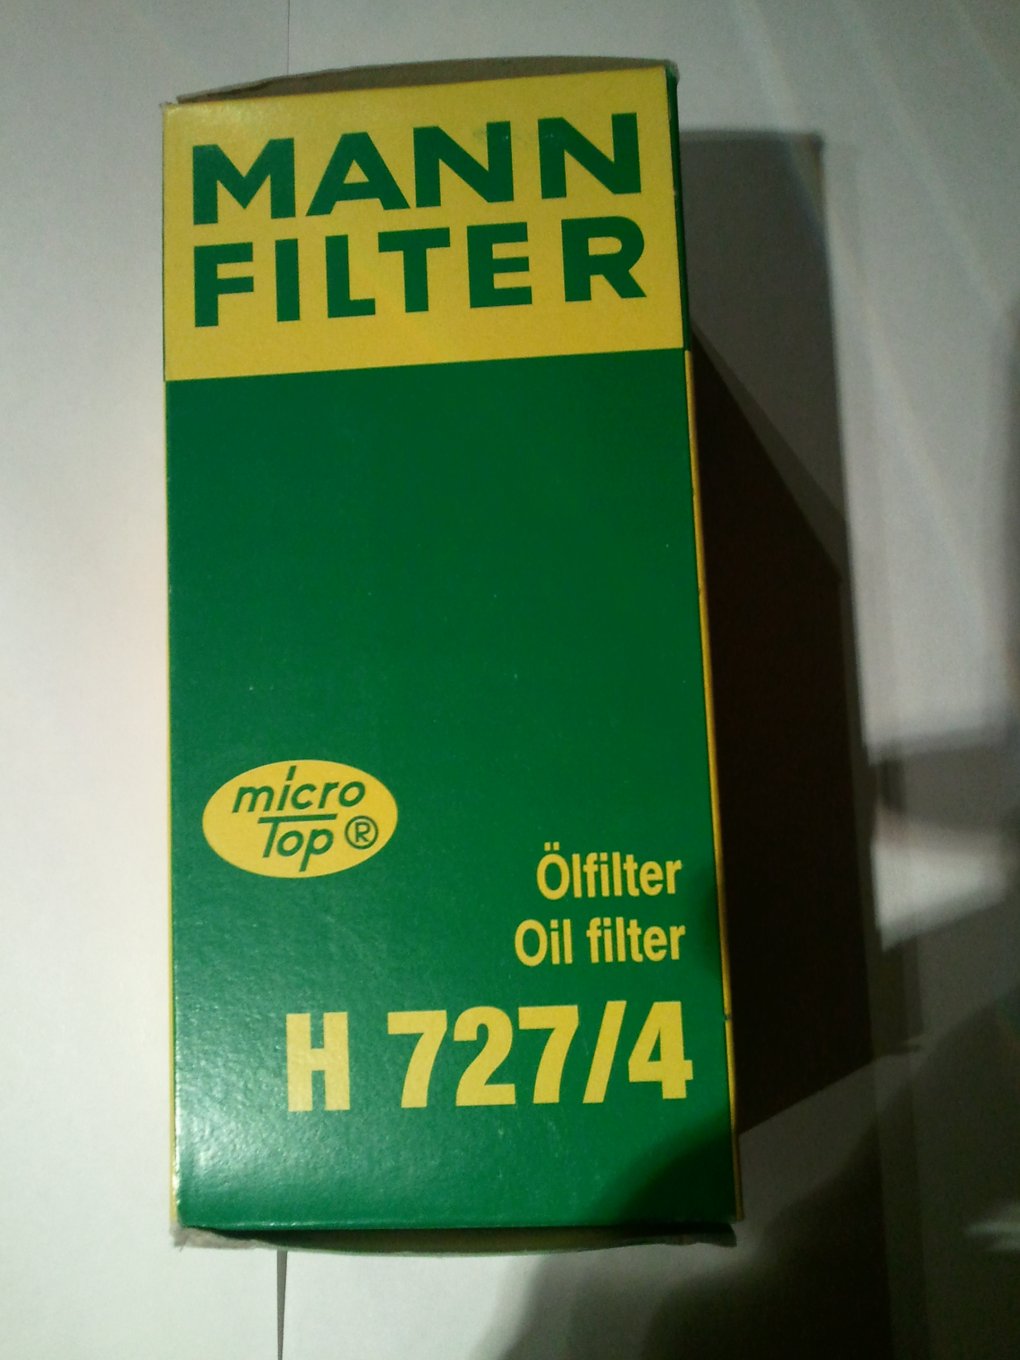 MANN
FILTER
micro
Top®
Ölfilter
Oil filter
H 727/4